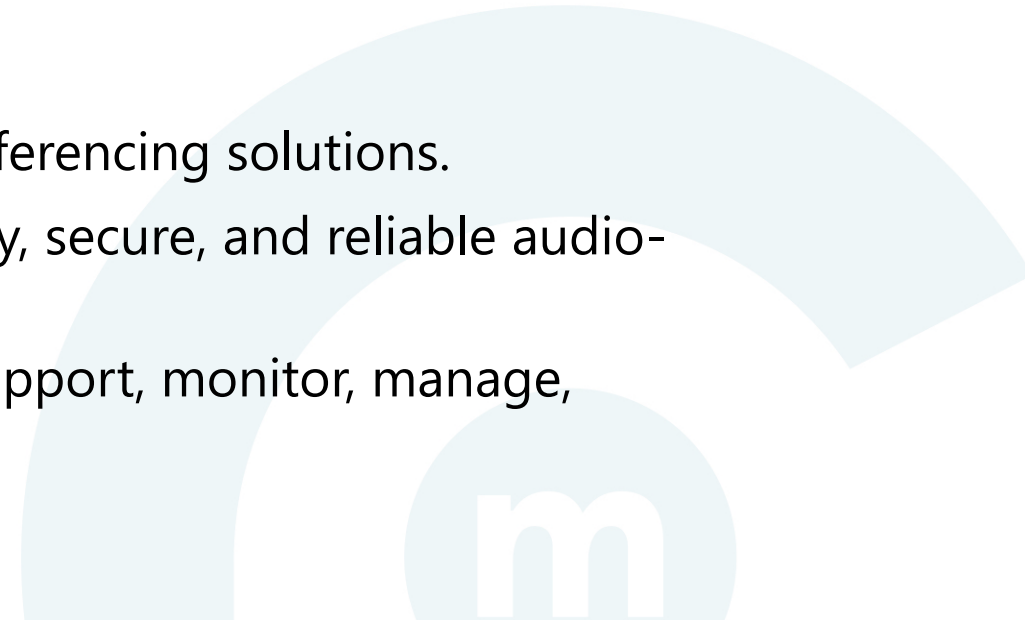 ferencing solutions.
y, secure, and reliable audio-
pport, monitor, manage,
m